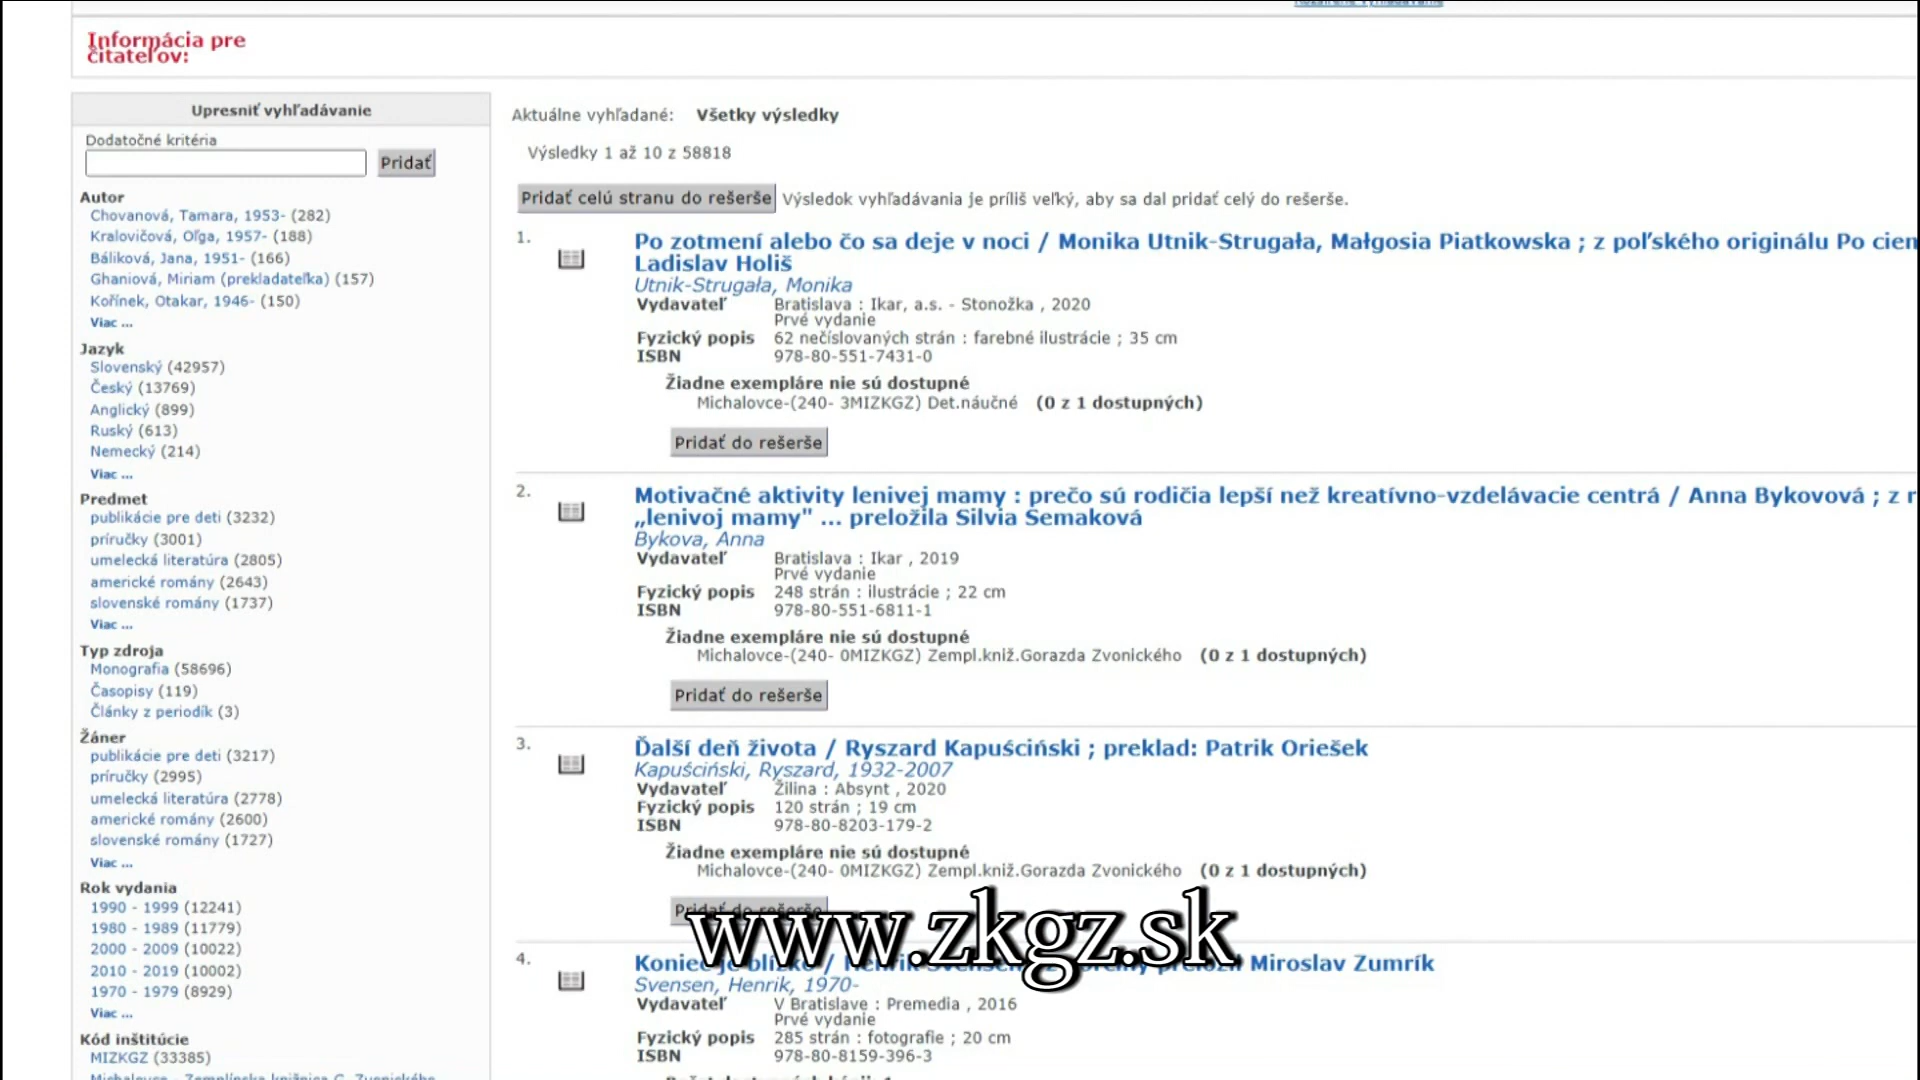 Rozšírené vyhľadávanie
Informácia pre
čitateľov:
Upresniť vyhľadávanie
Dodatočné kritéria
Pridať
Autor
Chovanová, Tamara, 1953- (282)
Kralovičová, Oľga, 1957- (188)
Báliková, Jana, 1951- (166)
Ghaniová, Miriam (prekladateľka) (157)
Kořínek, Otakar, 1946- (150)
Viac ...
Jazyk
Slovenský (42957)
Český (13769)
Anglický (899)
Ruský (613)
Nemecký (214)
Viac ...
Predmet
publikácie pre deti (3232)
príručky (3001)
umelecká literatúra (2805)
americké romány (2643)
slovenské romány (1737)
Viac ...
Typ zdroja
Monografia (58696)
Časopisy (119)
Články z periodík (3)
Žáner
publikácie pre deti (3217)
príručky (2995)
umelecká literatúra (2778)
americké romány (2600)
slovenské romány (1727)
Viac ...
Rok vydania
1990 - 1999 (12241)
1980 - 1989 (11779)
2000 - 2009 (10022)
2010 - 2019 (10002)
1970 - 1979 (8929)
Viac ...
Kód inštitúcie
MIZKGZ (33385)
Michalovce - Zemplínska knižnica G. Zvonického
Aktuálne vyhľadané: Všetky výsledky
Výsledky 1 až 10 z 58818
Pridať celú stranu do rešerše Výsledok vyhľadávania je príliš veľký, aby sa dal pridať celý do rešerše.
1. Po zotmení alebo čo sa deje v noci / Monika Utnik-Strugała, Małgosia Piatkowska ; z poľského originálu Po ciem
Ladislav Holiš
Utnik-Strugała, Monika
Vydavateľ Bratislava : Ikar, a.s. - Stonožka , 2020
Prvé vydanie
Fyzický popis 62 nečíslovaných strán : farebné ilustrácie ; 35 cm
ISBN 978-80-551-7431-0
Žiadne exempláre nie sú dostupné
Michalovce-(240- 3MIZKGZ) Det.náučné (0 z 1 dostupných)
Pridať do rešerše
2. Motivačné aktivity lenivej mamy : prečo sú rodičia lepší než kreatívno-vzdelávacie centrá / Anna Bykovová ; z r
„lenivoj mamy" ... preložila Silvia Semaková
Bykova, Anna
Vydavateľ Bratislava : Ikar , 2019
Prvé vydanie
Fyzický popis 248 strán : ilustrácie ; 22 cm
ISBN 978-80-551-6811-1
Žiadne exempláre nie sú dostupné
Michalovce-(240- 0MIZKGZ) Zempl.kniž.Gorazda Zvonického (0 z 1 dostupných)
Pridať do rešerše
3. Ďalší deň života / Ryszard Kapuściński ; preklad: Patrik Oriešek
Kapuściński, Ryszard, 1932-2007
Vydavateľ Žilina : Absynt , 2020
Fyzický popis 120 strán ; 19 cm
ISBN 978-80-8203-179-2
Žiadne exempláre nie sú dostupné
Michalovce-(240- 0MIZKGZ) Zempl.kniž.Gorazda Zvonického (0 z 1 dostupných)
Pridať do rešerše
www.zkgz.sk
4. Koniec je blízko / Henrik Svensen ; preložil Miroslav Zumrík
Svensen, Henrik, 1970-
Vydavateľ V Bratislave : Premedia , 2016
Prvé vydanie
Fyzický popis 285 strán : fotografie ; 20 cm
ISBN 978-80-8159-396-3